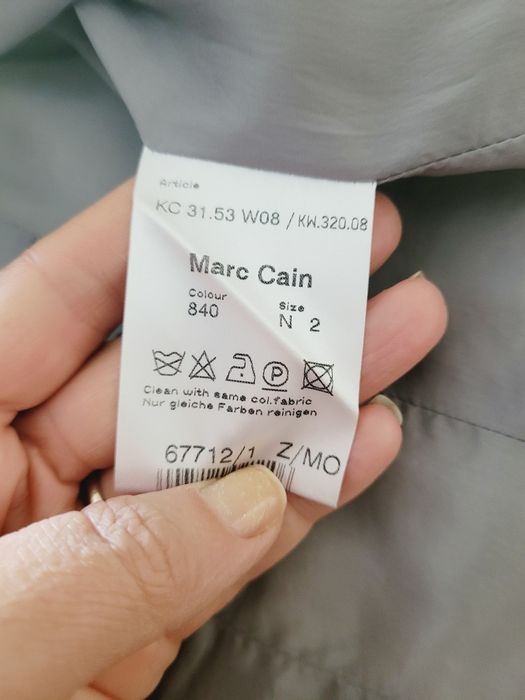 Article
KC 31.53 W08 / KW.320.08
Marc Cain
Colour Size
840 N 2
P
Clean with same col.fabric
Nur gleiche Farben reinigen
67712/1 Z/MO